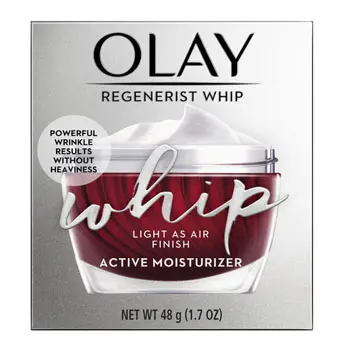 OLAY
REGENERIST WHIP
POWERFUL
WRINKLE
RESULTS
WITHOUT
HEAVINESS
whip
LIGHT AS AIR
FINISH
ACTIVE MOISTURIZER
NET WT 48 g (1.7 OZ)